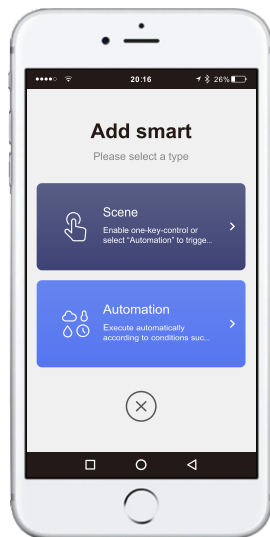 20:16
26%
Add smart
Please select a type
Scene
Enable one-key-control or
select “Automation” to trigge...
Automation
Execute automatically
according to conditions suc...